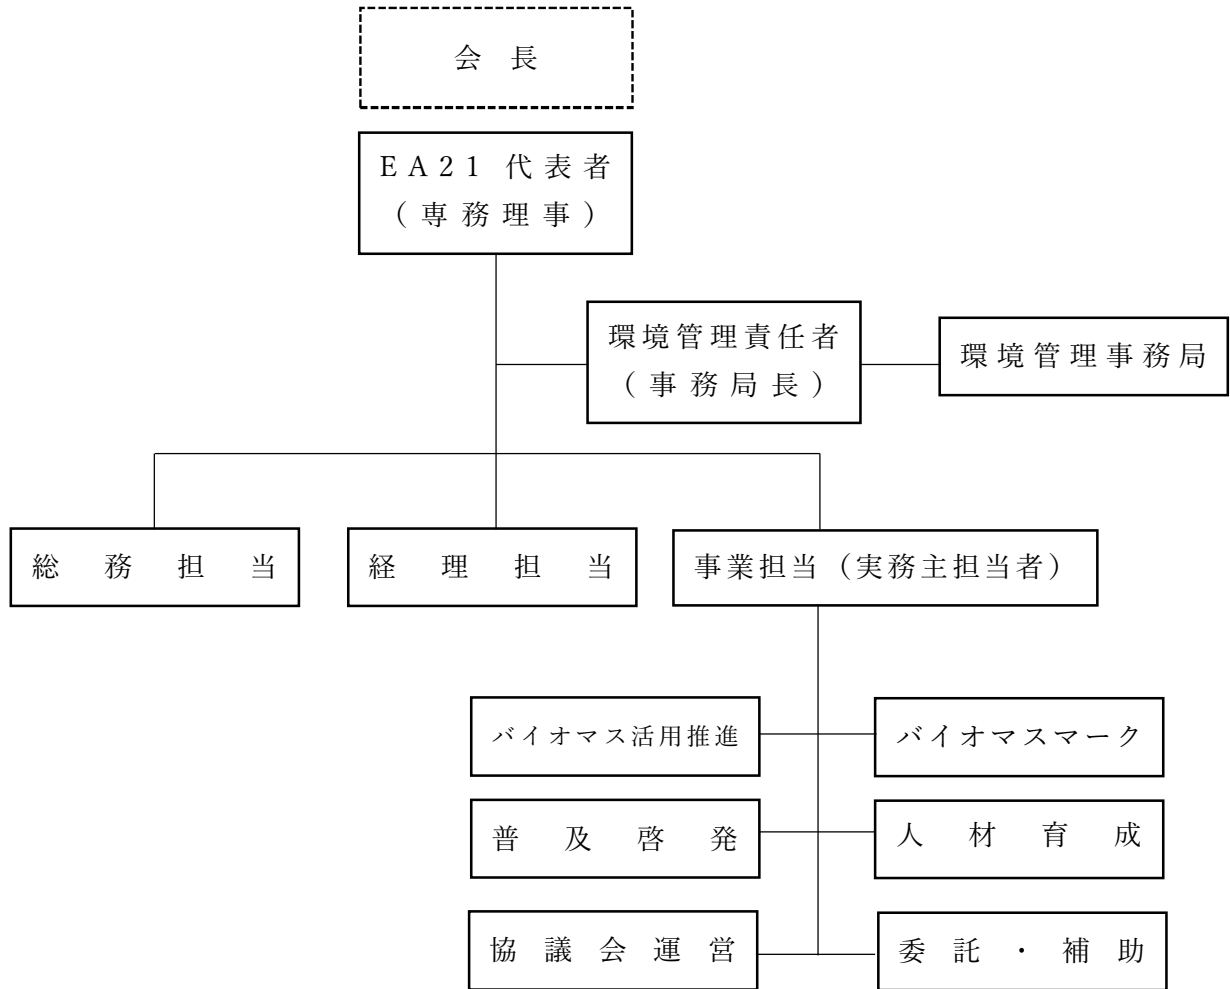 会長
EA21 代表者
(専務理事)
環境管理責任者
(事務局長)
環境管理事務局
総務担当
経理担当
事業担当(実務主担当者)
バイオマス活用推進
バイオマスマーク
普及啓発
人材育成
協議会運営
委託・補助